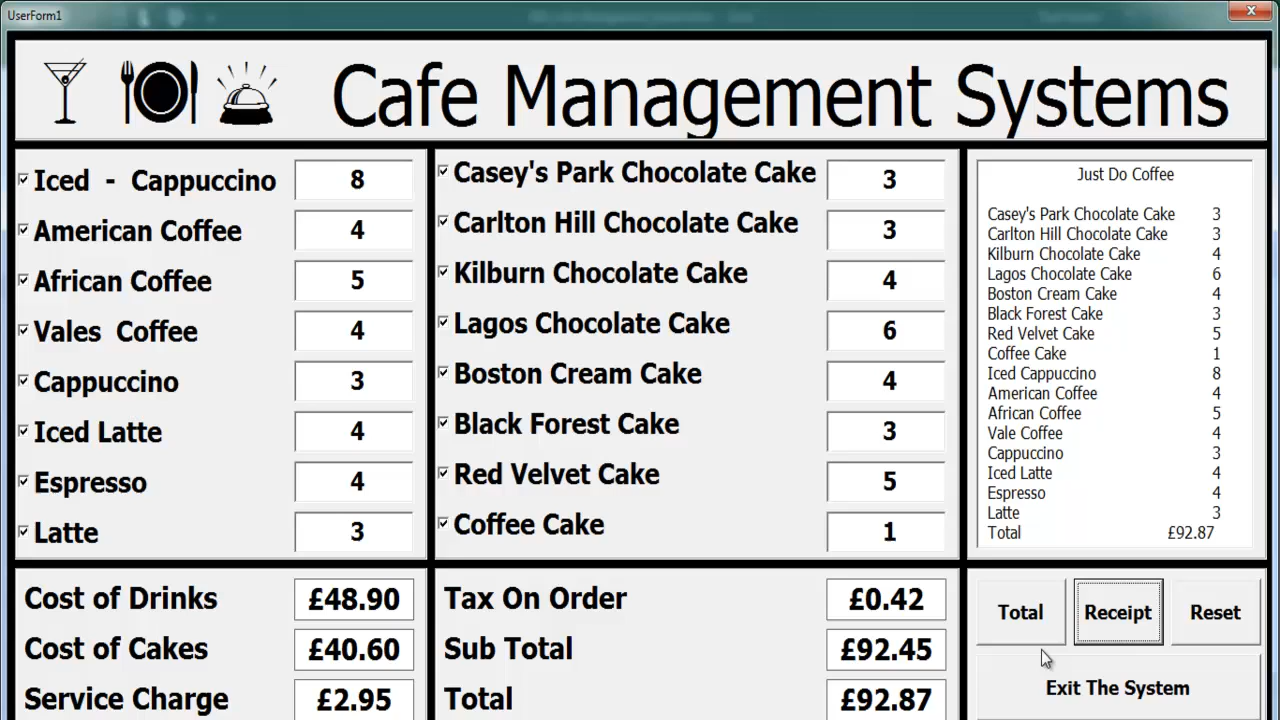 UserForm1
Cafe Management Systems
Iced - Cappuccino 8
American Coffee 4
African Coffee 5
Vales Coffee 4
Cappuccino 3
Iced Latte 4
Espresso 4
Latte 3
Casey's Park Chocolate Cake 3
Carlton Hill Chocolate Cake 3
Kilburn Chocolate Cake 4
Lagos Chocolate Cake 6
Boston Cream Cake 4
Black Forest Cake 3
Red Velvet Cake 5
Coffee Cake 1
Just Do Coffee
Casey's Park Chocolate Cake 3
Carlton Hill Chocolate Cake 3
Kilburn Chocolate Cake 4
Lagos Chocolate Cake 6
Boston Cream Cake 4
Black Forest Cake 3
Red Velvet Cake 5
Coffee Cake 1
Iced Cappuccino 8
American Coffee 4
African Coffee 5
Vale Coffee 4
Cappuccino 3
Iced Latte 4
Espresso 4
Latte 3
Total £92.87
Cost of Drinks £48.90
Cost of Cakes £40.60
Service Charge £2.95
Tax On Order £0.42
Sub Total £92.45
Total £92.87
Total Receipt Reset
Exit The System